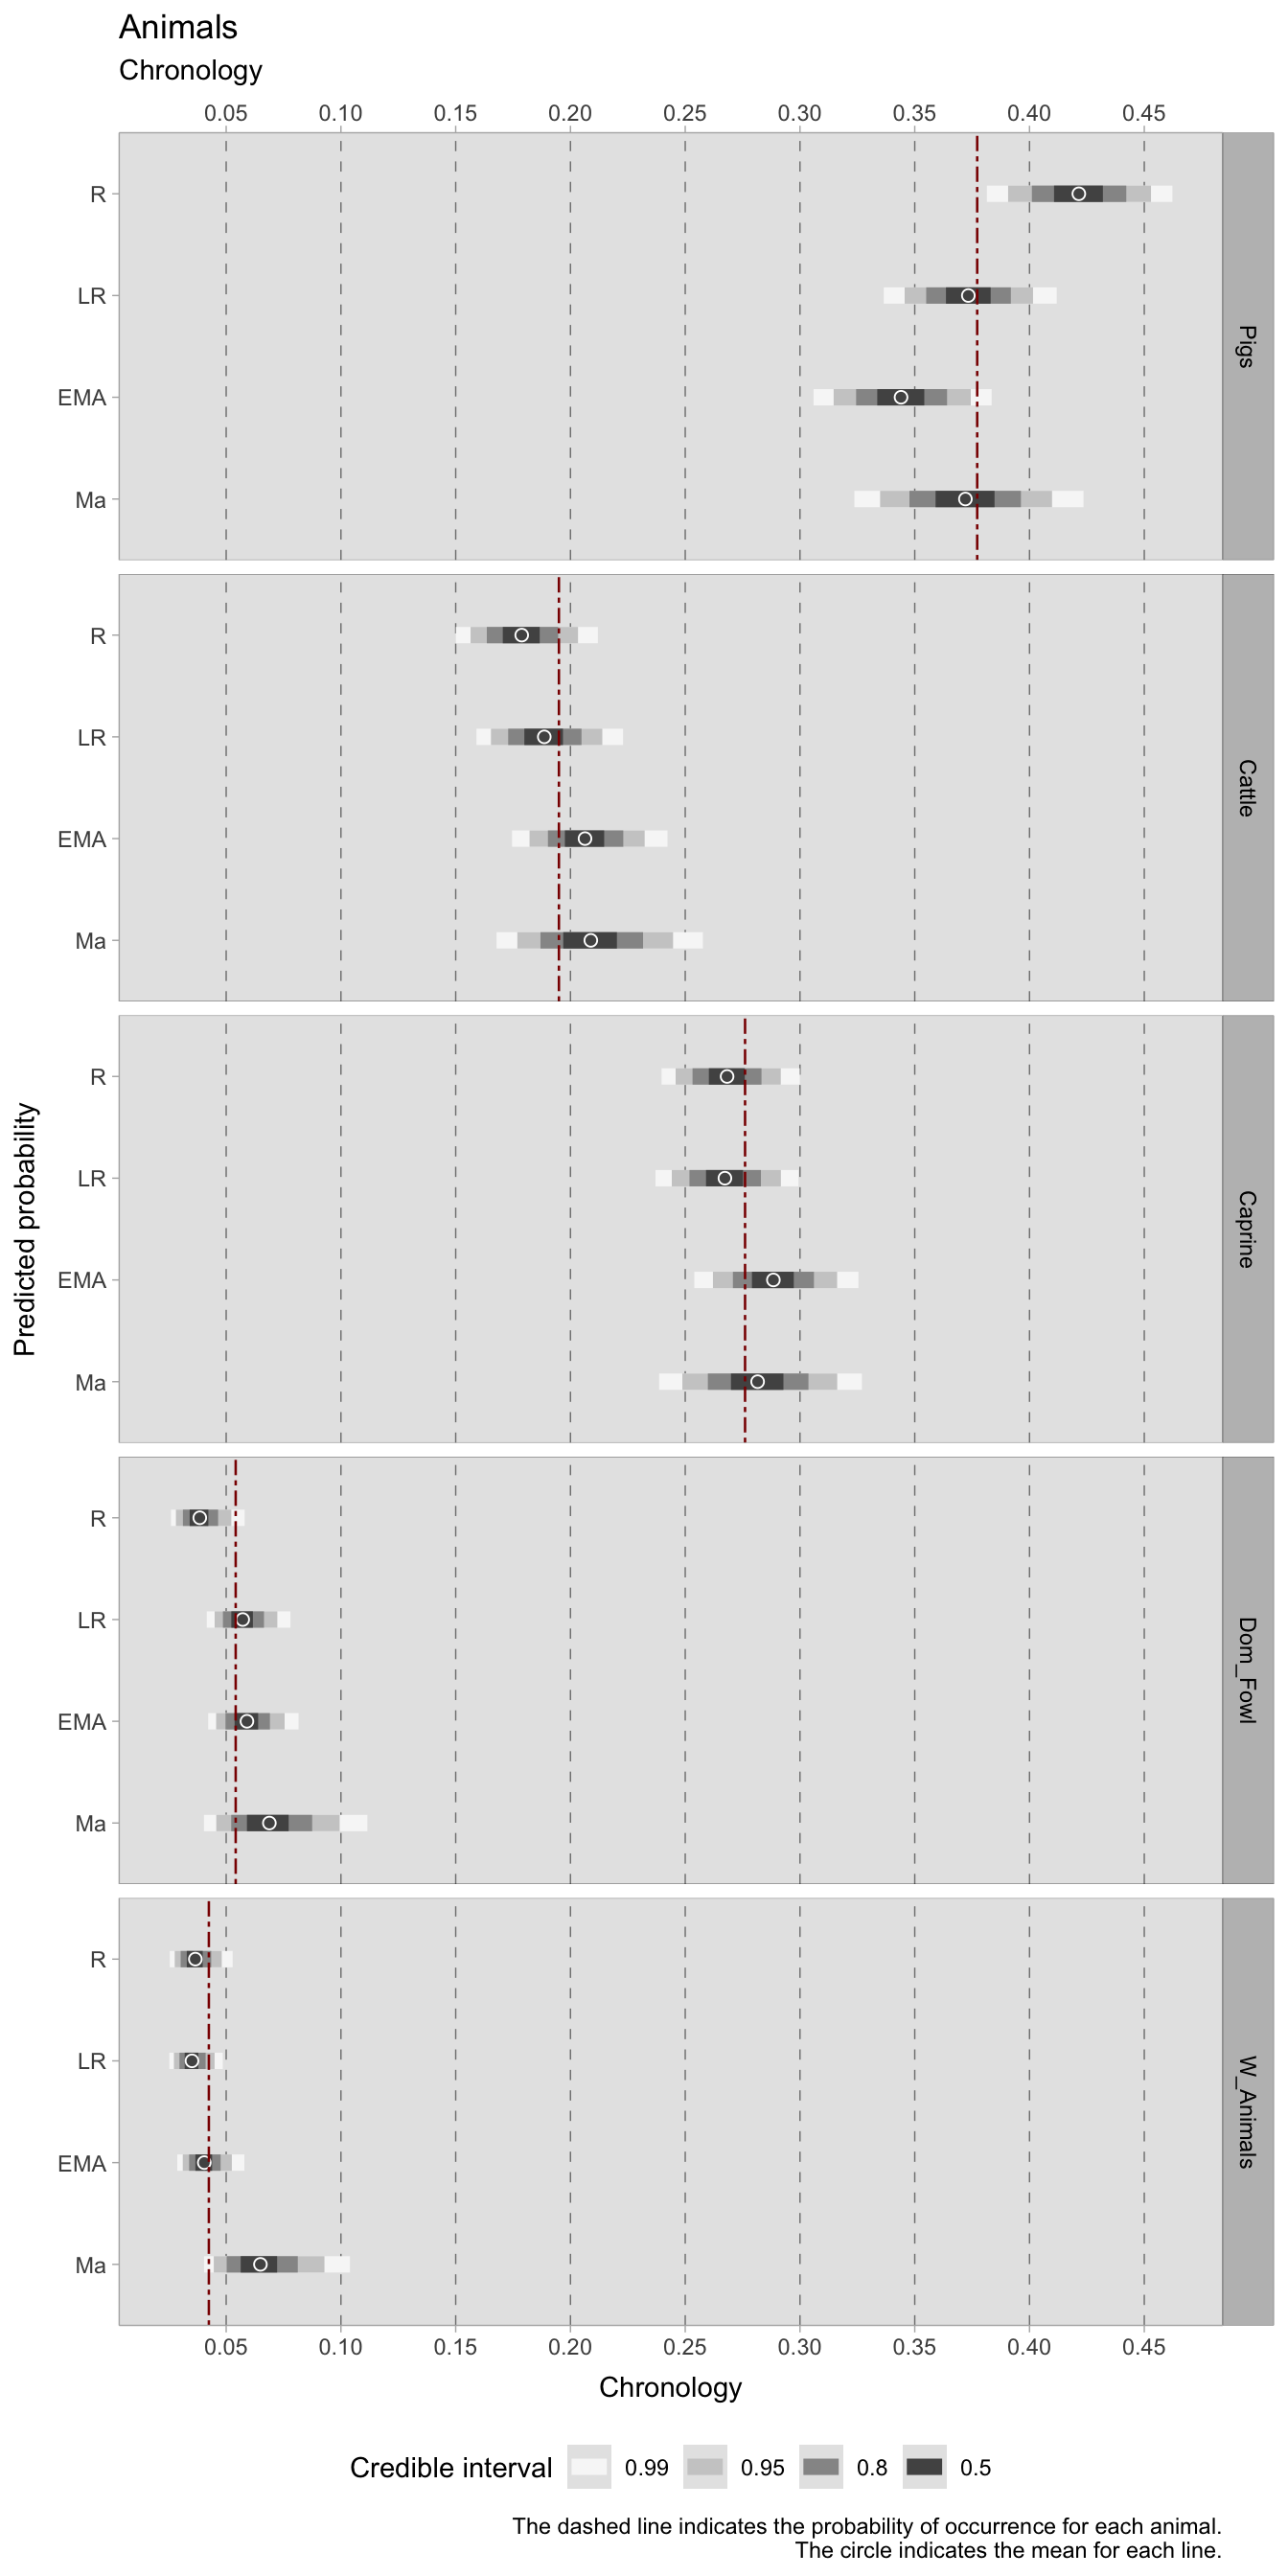 Animals
Chronology
0.05 0.10 0.15 0.20 0.25 0.30 0.35 0.40 0.45
R
LR
EMA
Ma
Pigs
R
LR
EMA
Ma
Cattle
R
LR
EMA
Ma
Caprine
R
LR
EMA
Ma
Dom_Fowl
R
LR
EMA
Ma
W_Animals
Predicted probability
0.05 0.10 0.15 0.20 0.25 0.30 0.35 0.40 0.45
Chronology
Credible interval 0.99 0.95 0.8 0.5
The dashed line indicates the probability of occurrence for each animal.
The circle indicates the mean for each line.